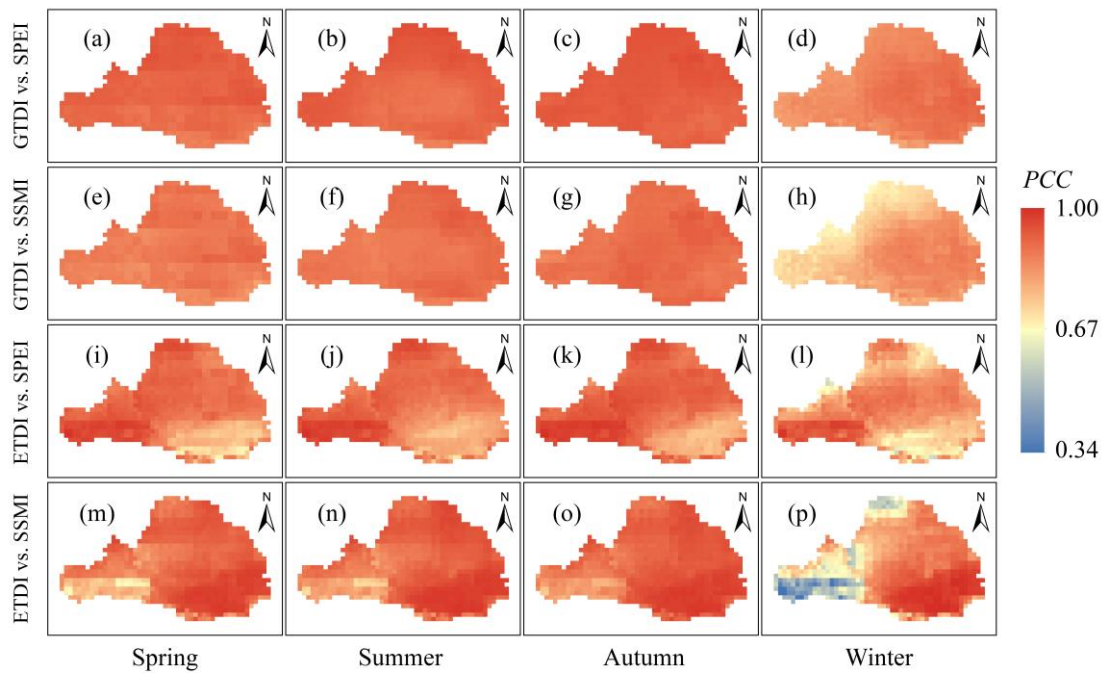 GTDI vs. SPEI
(a)
N
(b)
N
(c)
N
(d)
N
GTDI vs. SSMI
(e)
N
(f)
N
(g)
N
(h)
N
ETDI vs. SPEI
(i)
N
(j)
N
(k)
N
(l)
N
ETDI vs. SSMI
(m)
N
(n)
N
(o)
N
(p)
N
Spring
Summer
Autumn
Winter
PCC
1.00
0.67
0.34